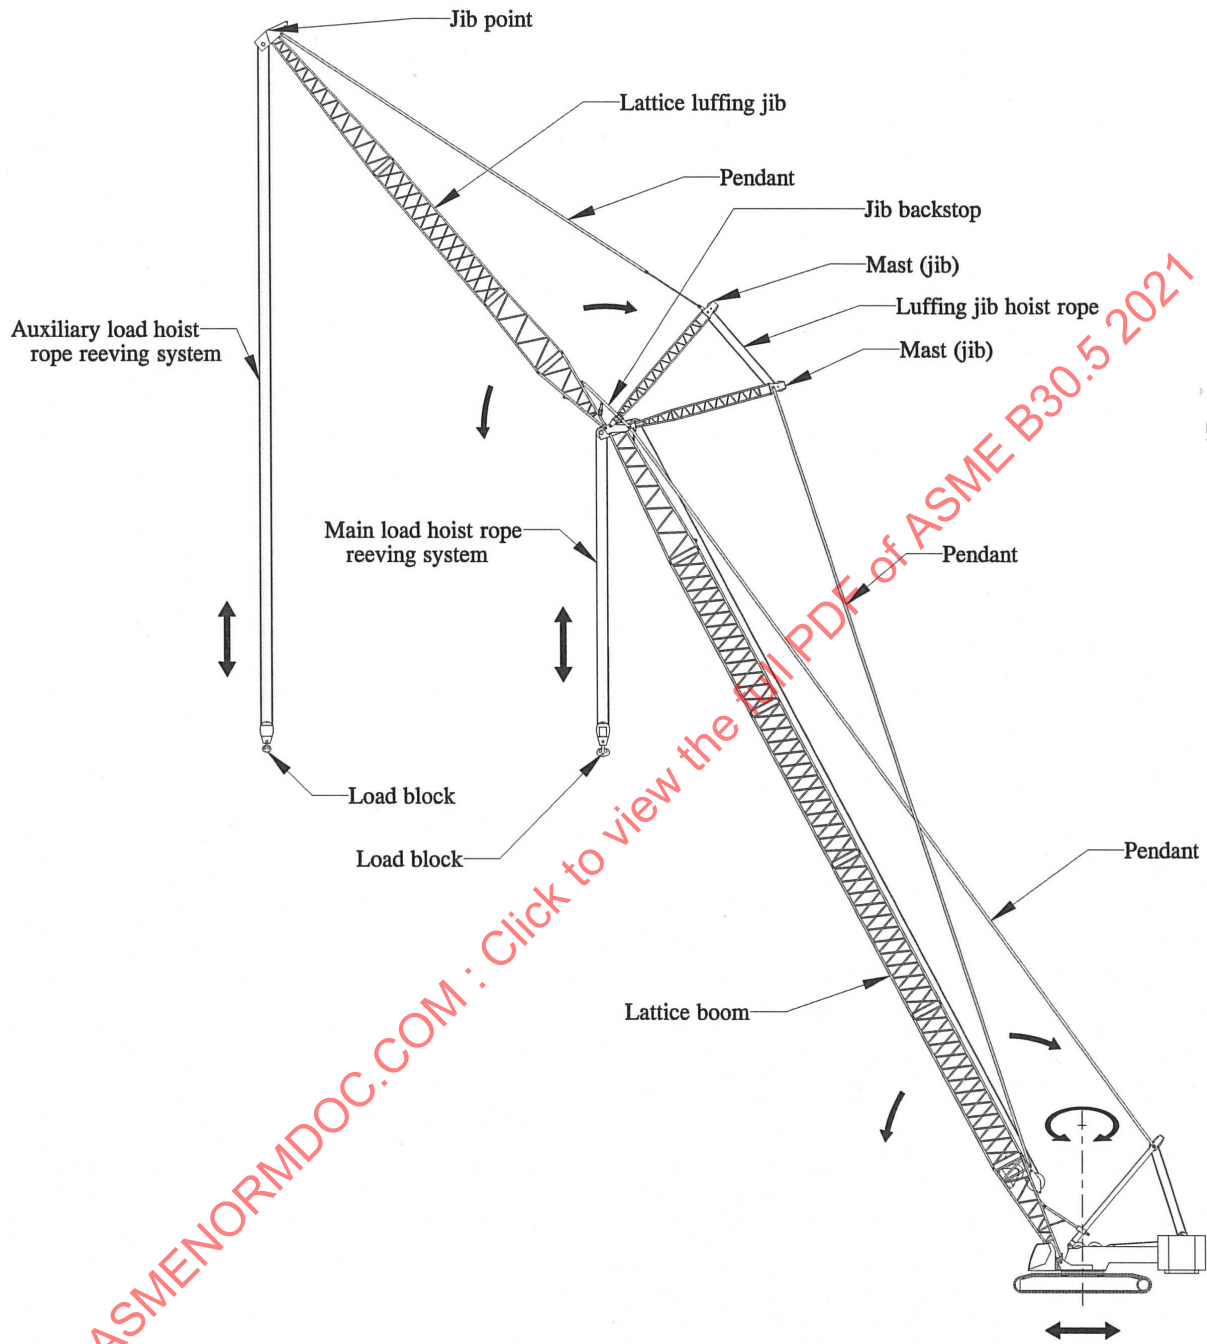 Jib point
Lattice luffing jib
Pendant
Jib backstop
Mast (jib)
Luffing jib hoist rope
Mast (jib)
Auxiliary load hoist
rope reeving system
Main load hoist rope
reeving system
Pendant
Load block
Load block
Pendant
Lattice boom
ASMENORMDOC.COM : Click to view the full PDF of ASME B30.5 2021